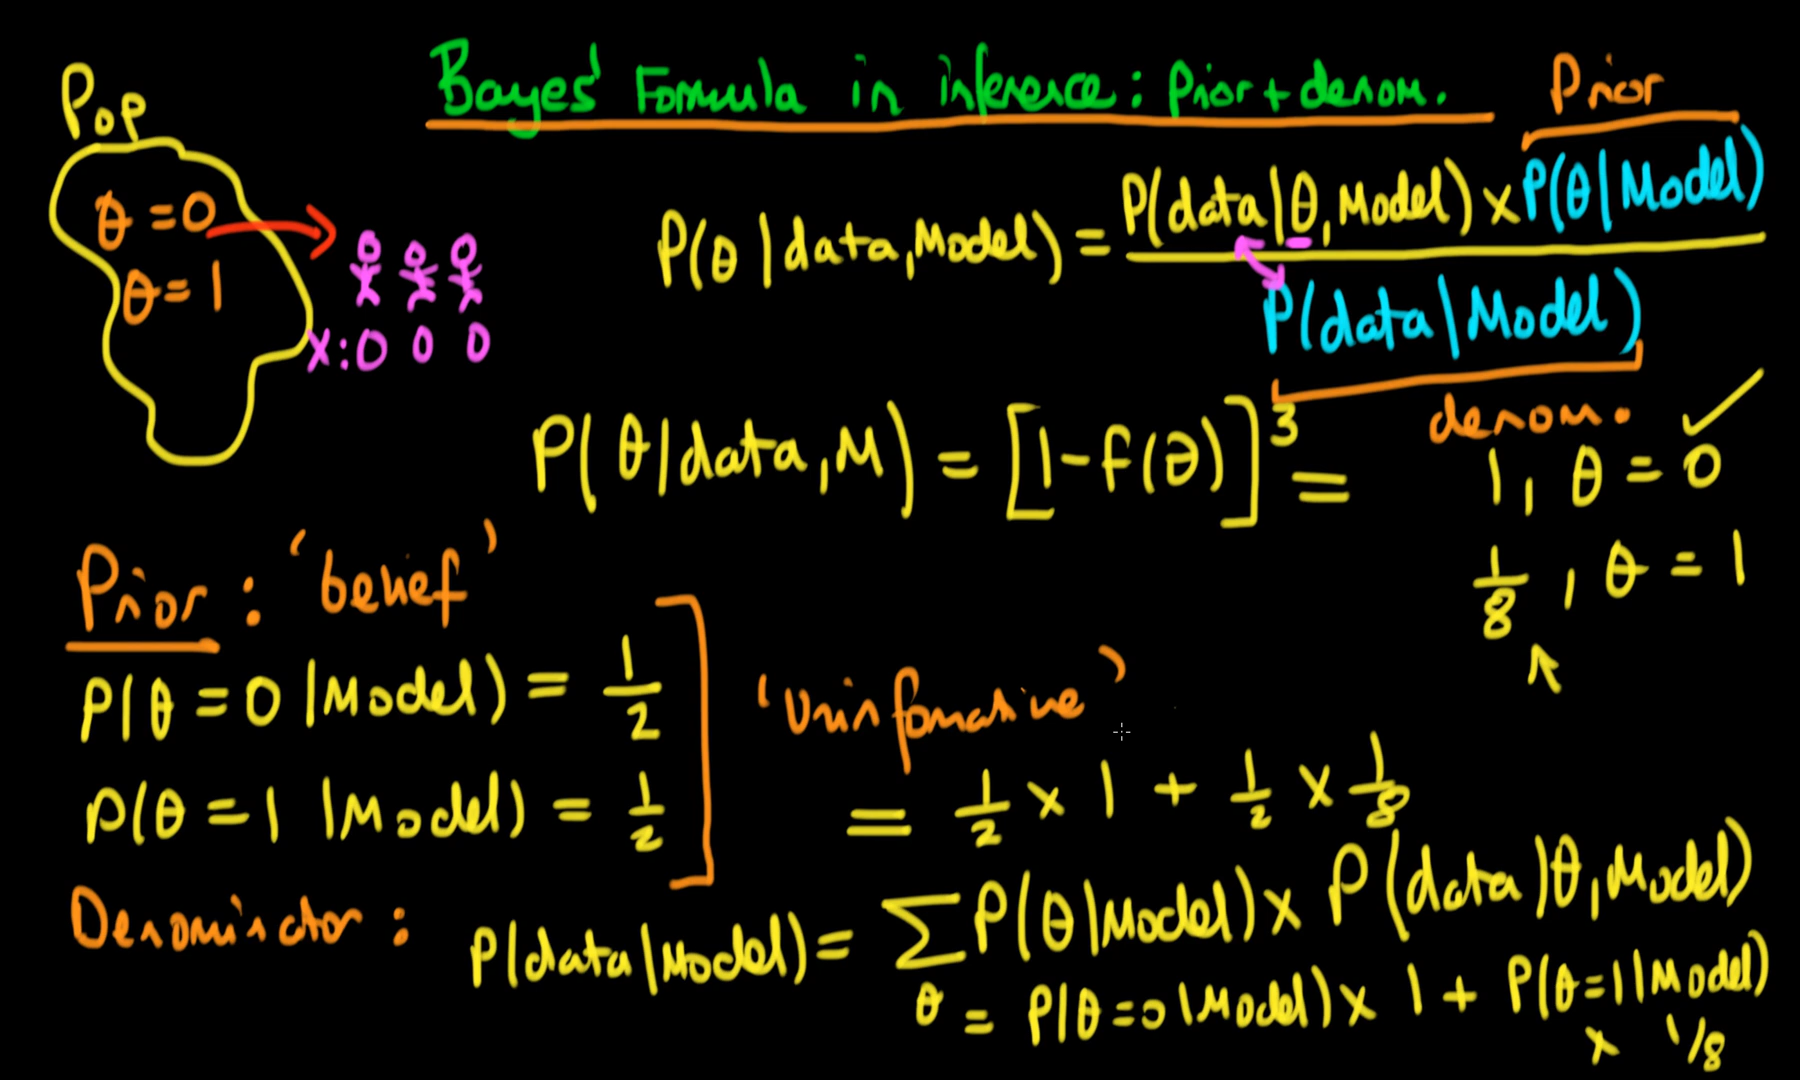 Bayes' Formula in inference: Prior + denom.
Prior
Pop
θ = 0
θ = 1
X: 0 0 0
P(θ | data, Model) = P(data | θ, Model) × P(θ | Model)
P(data | Model)
denom.
P(θ | data, M) = [1 - f(θ)]³ = 1, θ = 0 ✓
1/8, θ = 1
Prior: 'belief'
P(θ = 0 | Model) = 1/2
'Uninformative'
P(θ = 1 | Model) = 1/2
= 1/2 × 1 + 1/2 × 1/8
Denominator: P(data | Model) = Σ P(θ | Model) × P(data | θ, Model)
θ
= P(θ = 0 | Model) × 1 + P(θ = 1 | Model)
× 1/8